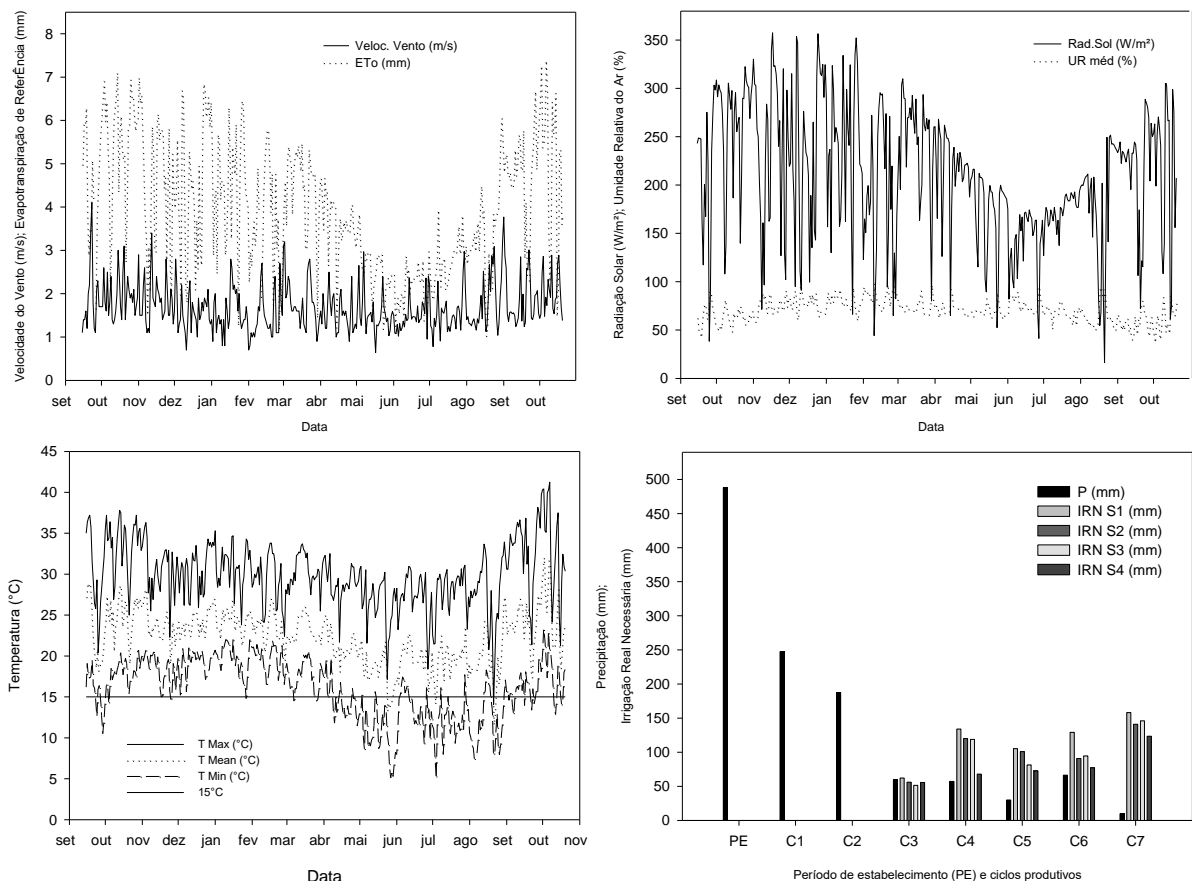 Velocidade do Vento (m/s); Evapotranspiração de ReferÊncia (mm)
8
7
6
5
4
3
2
1
0
Veloc. Vento (m/s)
ETo (mm)
set out nov dez jan fev mar abr mai jun jul ago set out
Data
Radiação Solar (W/m²); Umidade Relativa do Ar (%)
350
300
250
200
150
100
50
0
Rad.Sol (W/m²)
UR méd (%)
set out nov dez jan fev mar abr mai jun jul ago set out
Data
Temperatura (°C)
45
40
35
30
25
20
15
10
5
0
T Max (°C)
T Mean (°C)
T Min (°C)
15°C
set out nov dez jan fev mar abr mai jun jul ago set out nov
Data
Precipitação (mm);
Irrigação Real Necessária (mm)
500
450
400
350
300
250
200
150
100
50
0
P (mm)
IRN S1 (mm)
IRN S2 (mm)
IRN S3 (mm)
IRN S4 (mm)
PE C1 C2 C3 C4 C5 C6 C7
Período de estabelecimento (PE) e ciclos produtivos